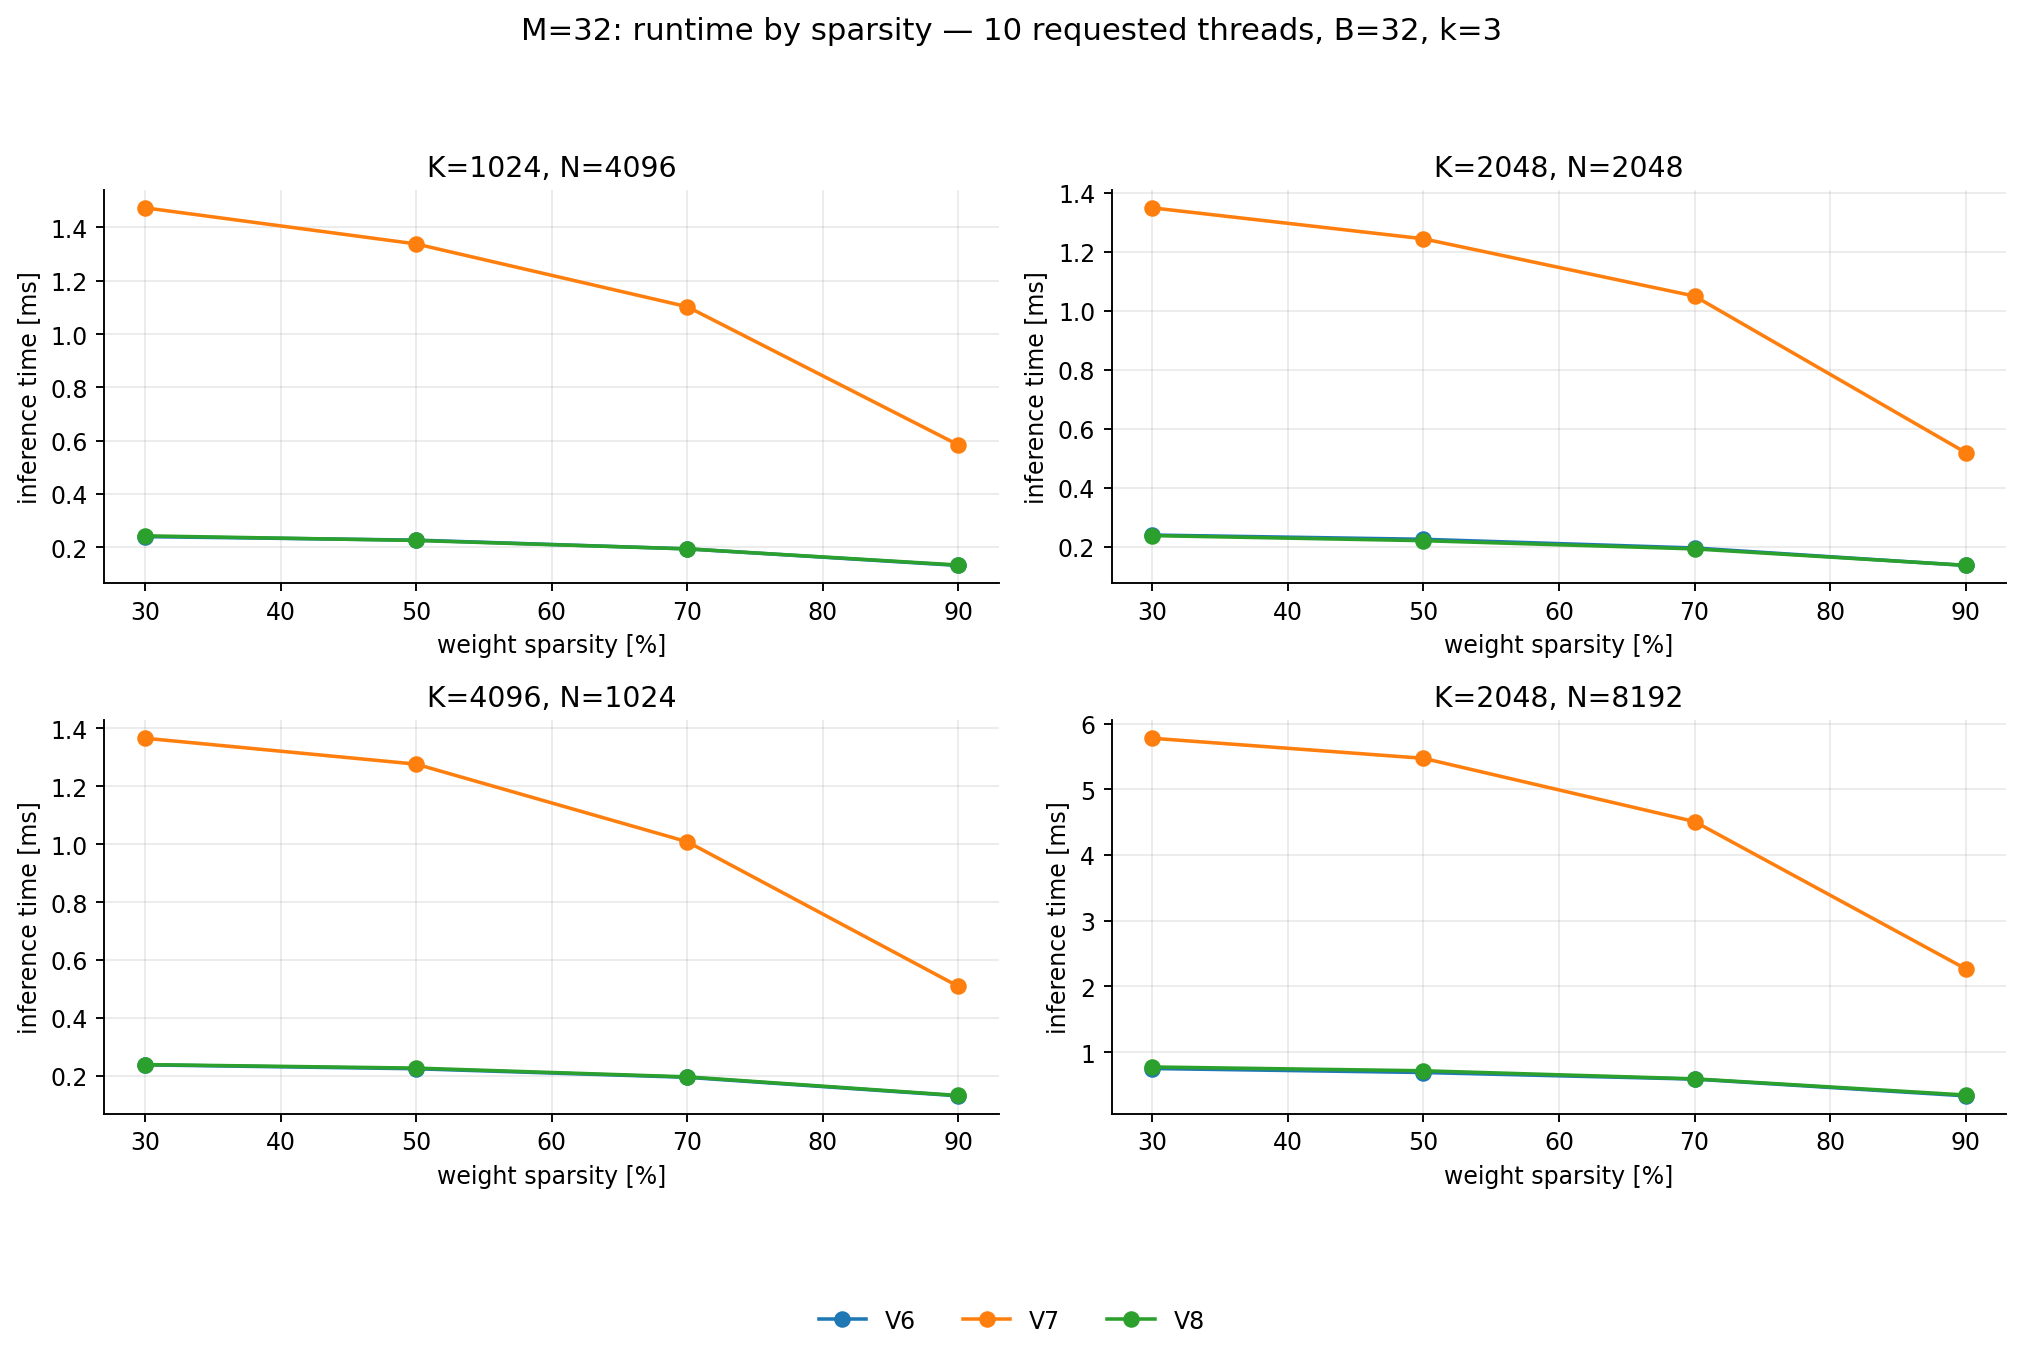 M=32: runtime by sparsity — 10 requested threads, B=32, k=3
K=1024, N=4096
1.4
1.2
1.0
0.8
0.6
0.4
0.2
inference time [ms]
30 40 50 60 70 80 90
weight sparsity [%]
K=2048, N=2048
1.4
1.2
1.0
0.8
0.6
0.4
0.2
inference time [ms]
30 40 50 60 70 80 90
weight sparsity [%]
K=4096, N=1024
1.4
1.2
1.0
0.8
0.6
0.4
0.2
inference time [ms]
30 40 50 60 70 80 90
weight sparsity [%]
K=2048, N=8192
6
5
4
3
2
1
inference time [ms]
30 40 50 60 70 80 90
weight sparsity [%]
V6 V7 V8